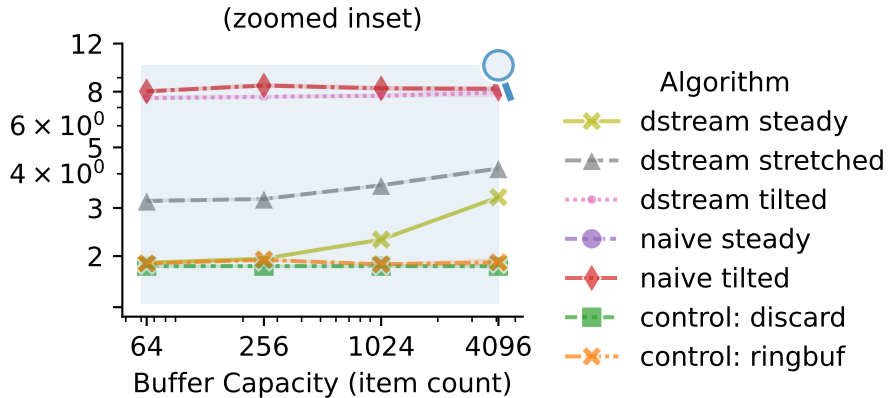 (zoomed inset)
12
8
6 × 10⁰
5
4 × 10⁰
3
2
64 256 1024 4096
Buffer Capacity (item count)
Algorithm
dstream steady
dstream stretched
dstream tilted
naive steady
naive tilted
control: discard
control: ringbuf